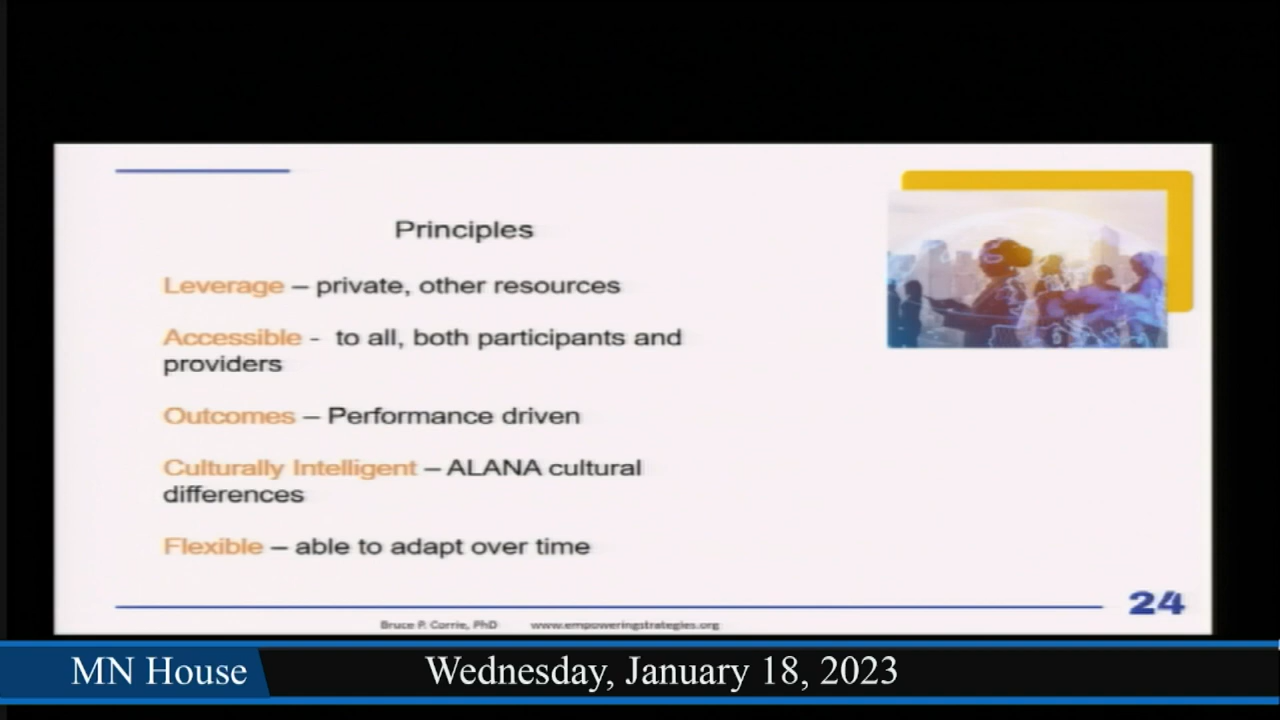 Principles
Leverage – private, other resources
Accessible - to all, both participants and
providers
Outcomes – Performance driven
Culturally Intelligent – ALANA cultural
differences
Flexible – able to adapt over time
24
Bruce P. Corrie, PhD www.empoweringstrategies.org
MN House Wednesday, January 18, 2023